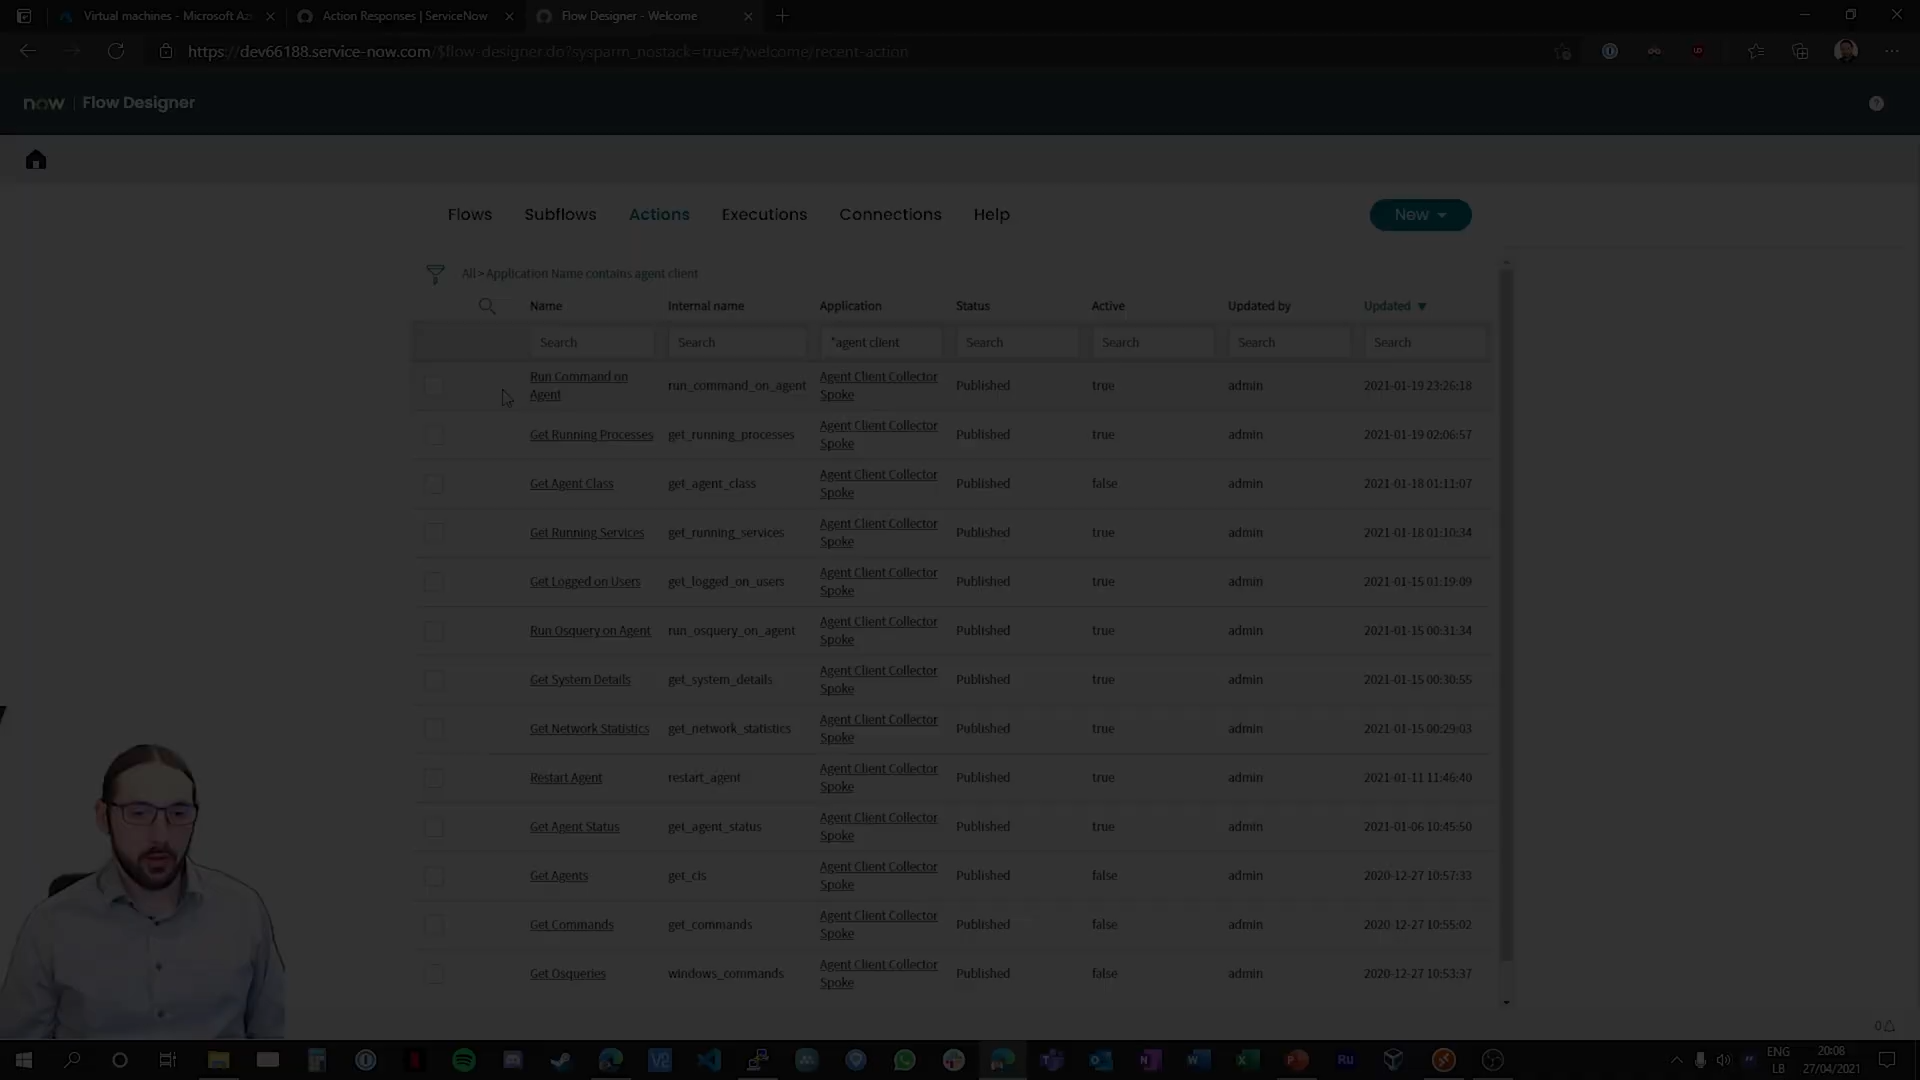 Virtual machines - Microsoft Az
Action Responses | ServiceNow
Flow Designer - Welcome
https://dev66188.service-now.com/$flow-designer.do?sysparm_nostack=true#/welcome/recent-action
now | Flow Designer
Flows Subflows Actions Executions Connections Help New
All > Application Name contains agent client
Name Internal name Application Status Active Updated by Updated
Search Search *agent client Search Search Search Search
Run Command on Agent run_command_on_agent Agent Client Collector Spoke Published true admin 2021-01-19 23:26:18
Get Running Processes get_running_processes Agent Client Collector Spoke Published true admin 2021-01-19 02:06:57
Get Agent Class get_agent_class Agent Client Collector Spoke Published false admin 2021-01-18 01:11:07
Get Running Services get_running_services Agent Client Collector Spoke Published true admin 2021-01-18 01:10:34
Get Logged on Users get_logged_on_users Agent Client Collector Spoke Published true admin 2021-01-15 01:19:09
Run Osquery on Agent run_osquery_on_agent Agent Client Collector Spoke Published true admin 2021-01-15 00:31:34
Get System Details get_system_details Agent Client Collector Spoke Published true admin 2021-01-15 00:30:55
Get Network Statistics get_network_statistics Agent Client Collector Spoke Published true admin 2021-01-15 00:29:03
Restart Agent restart_agent Agent Client Collector Spoke Published true admin 2021-01-11 11:46:40
Get Agent Status get_agent_status Agent Client Collector Spoke Published true admin 2021-01-06 10:45:50
Get Agents get_cis Agent Client Collector Spoke Published false admin 2020-12-27 10:57:33
Get Commands get_commands Agent Client Collector Spoke Published false admin 2020-12-27 10:55:02
Get Osqueries windows_commands Agent Client Collector Spoke Published false admin 2020-12-27 10:53:37
0
ENG
LB
20:08
27/04/2021